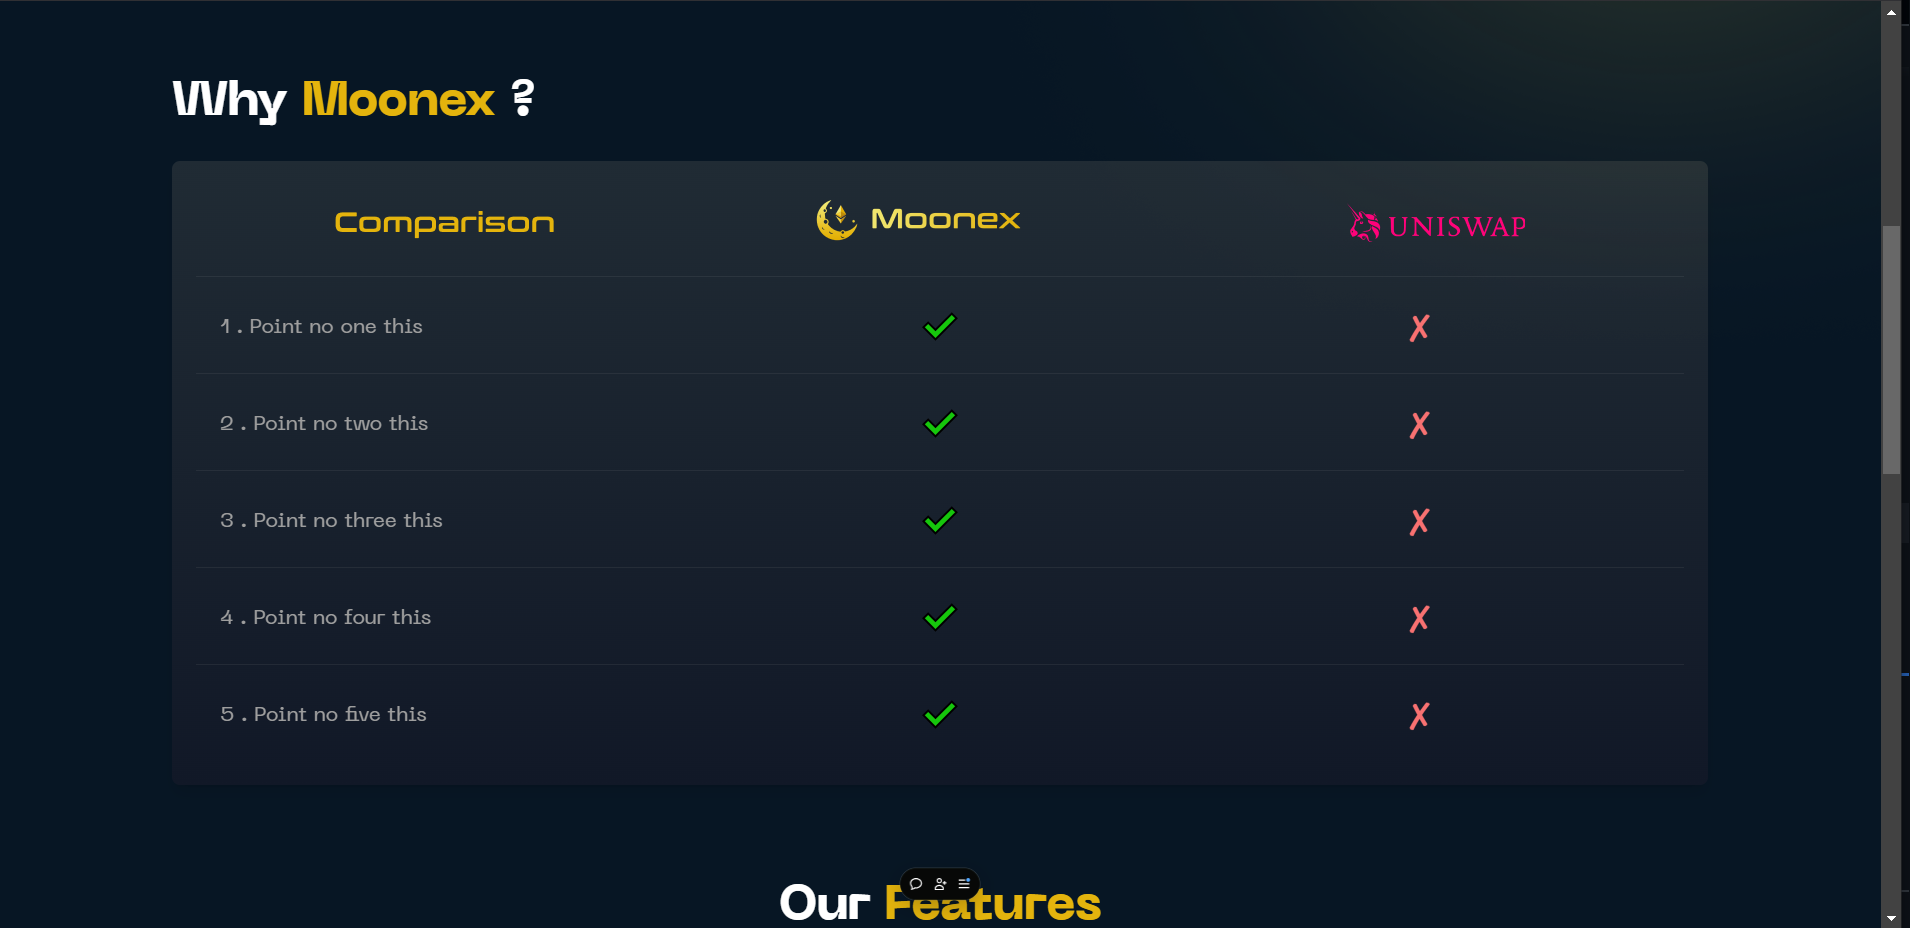 Why Moonex ?
Comparison
Moonex
UNISWAP
1 . Point no one this
2 . Point no two this
3 . Point no three this
4 . Point no four this
5 . Point no five this
Our Features